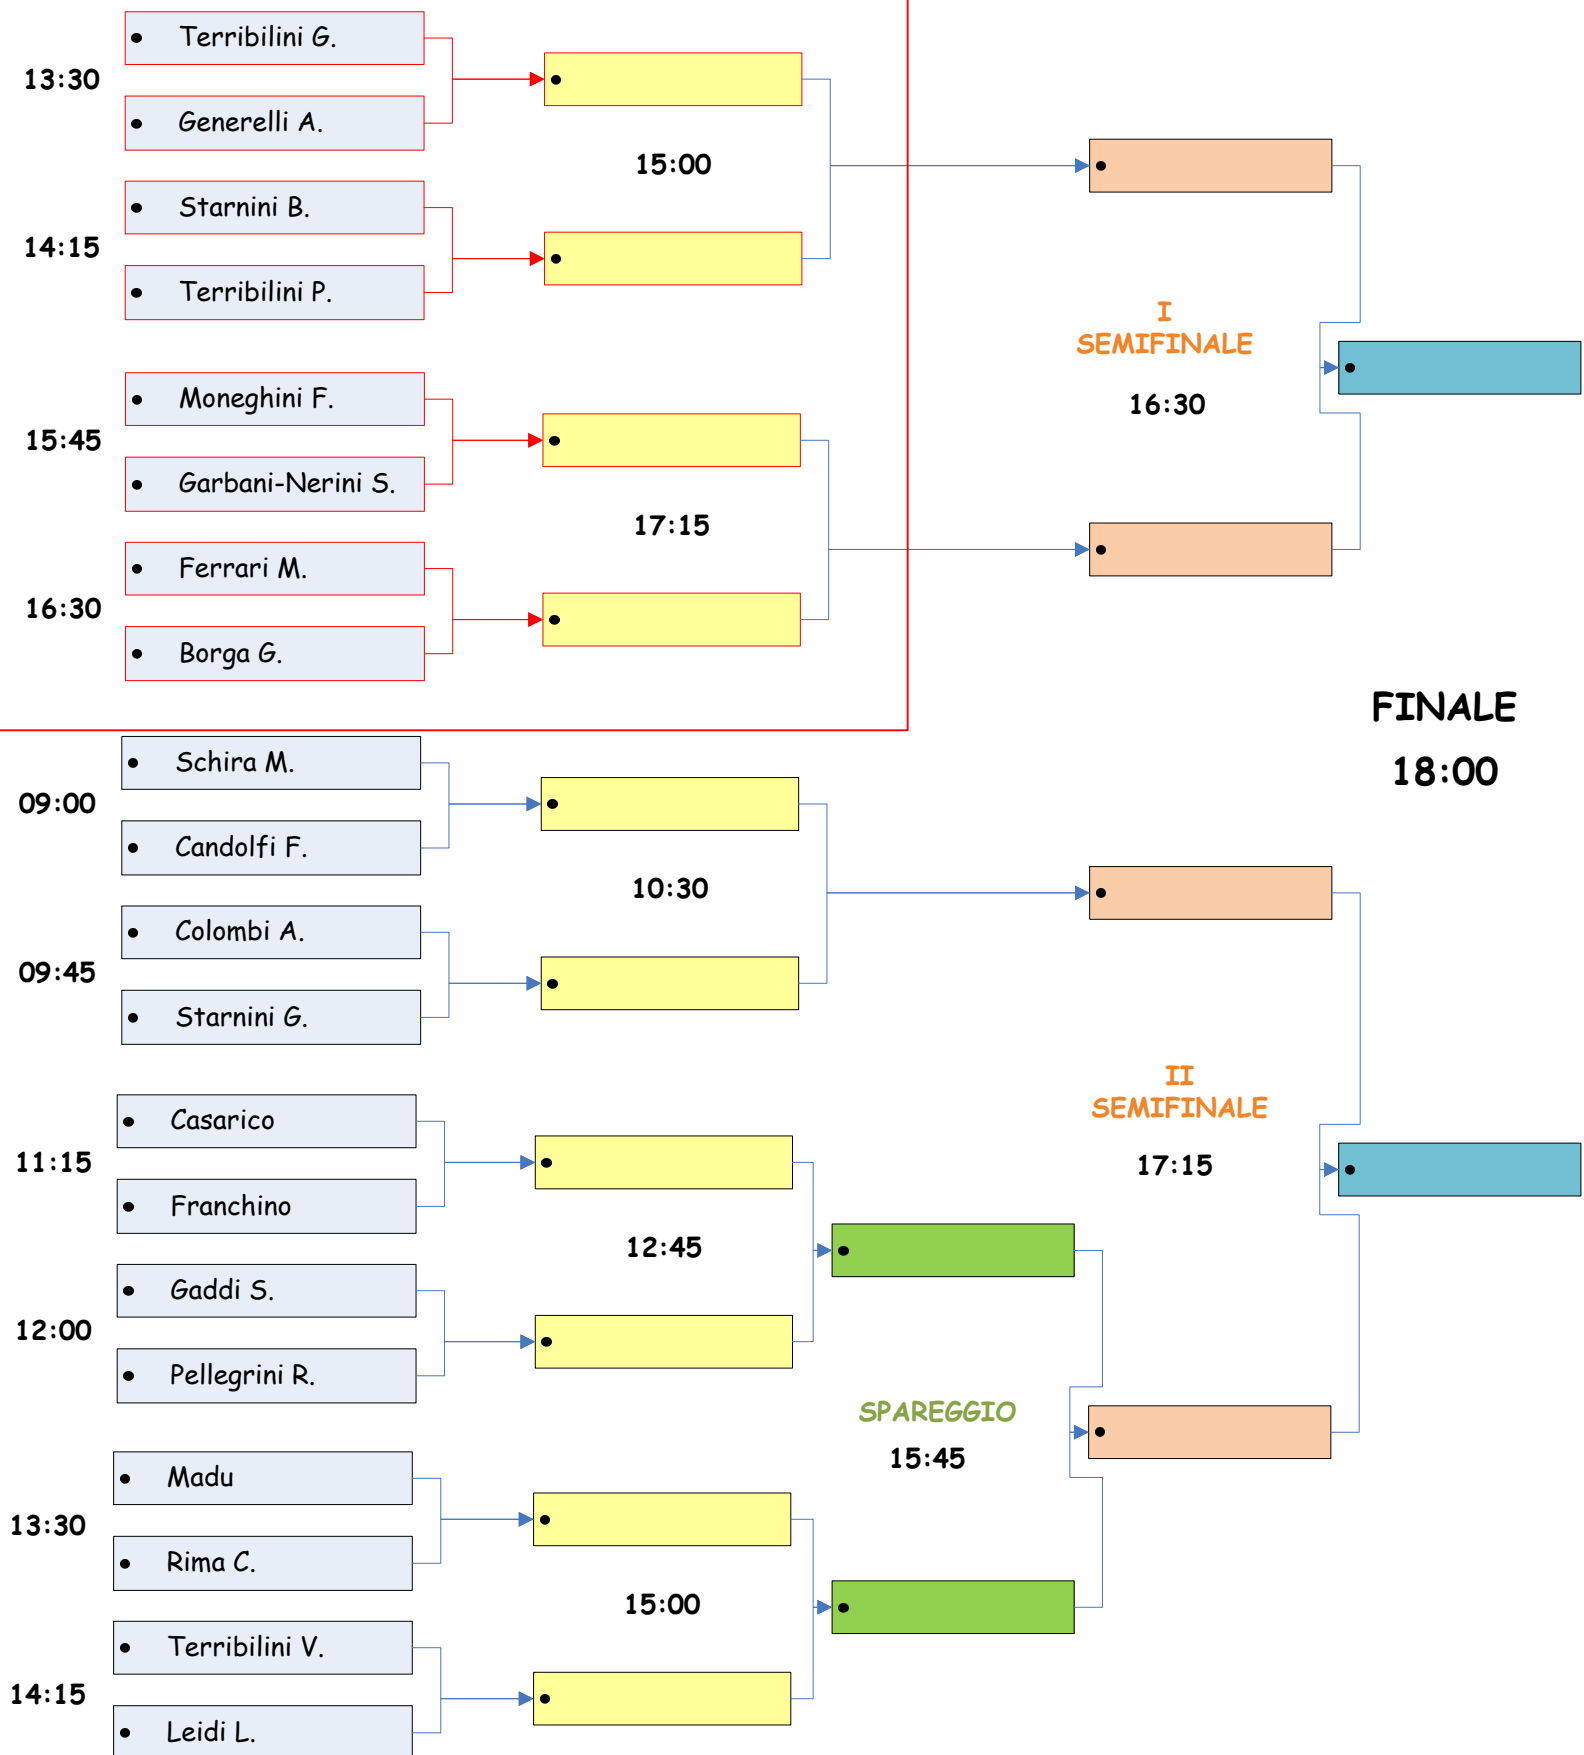 Terribilini G.
13:30
Generelli A.
15:00
Starnini B.
14:15
Terribilini P.
I
SEMIFINALE
16:30
Moneghini F.
15:45
Garbani-Nerini S.
17:15
Ferrari M.
16:30
Borga G.
FINALE
18:00
Schira M.
09:00
Candolfi F.
10:30
Colombi A.
09:45
Starnini G.
II
SEMIFINALE
17:15
Casarico
11:15
Franchino
12:45
Gaddi S.
12:00
Pellegrini R.
SPAREGGIO
15:45
Madu
13:30
Rima C.
15:00
Terribilini V.
14:15
Leidi L.